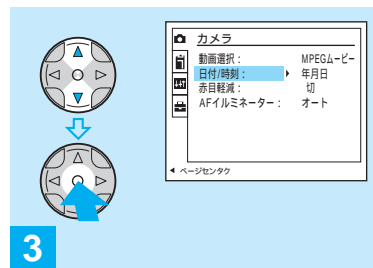 カメラ
動画選択： MPEGムービー
日付/時刻： 年月日
赤目軽減： 切
AFイルミネーター： オート
ページセンタク
3